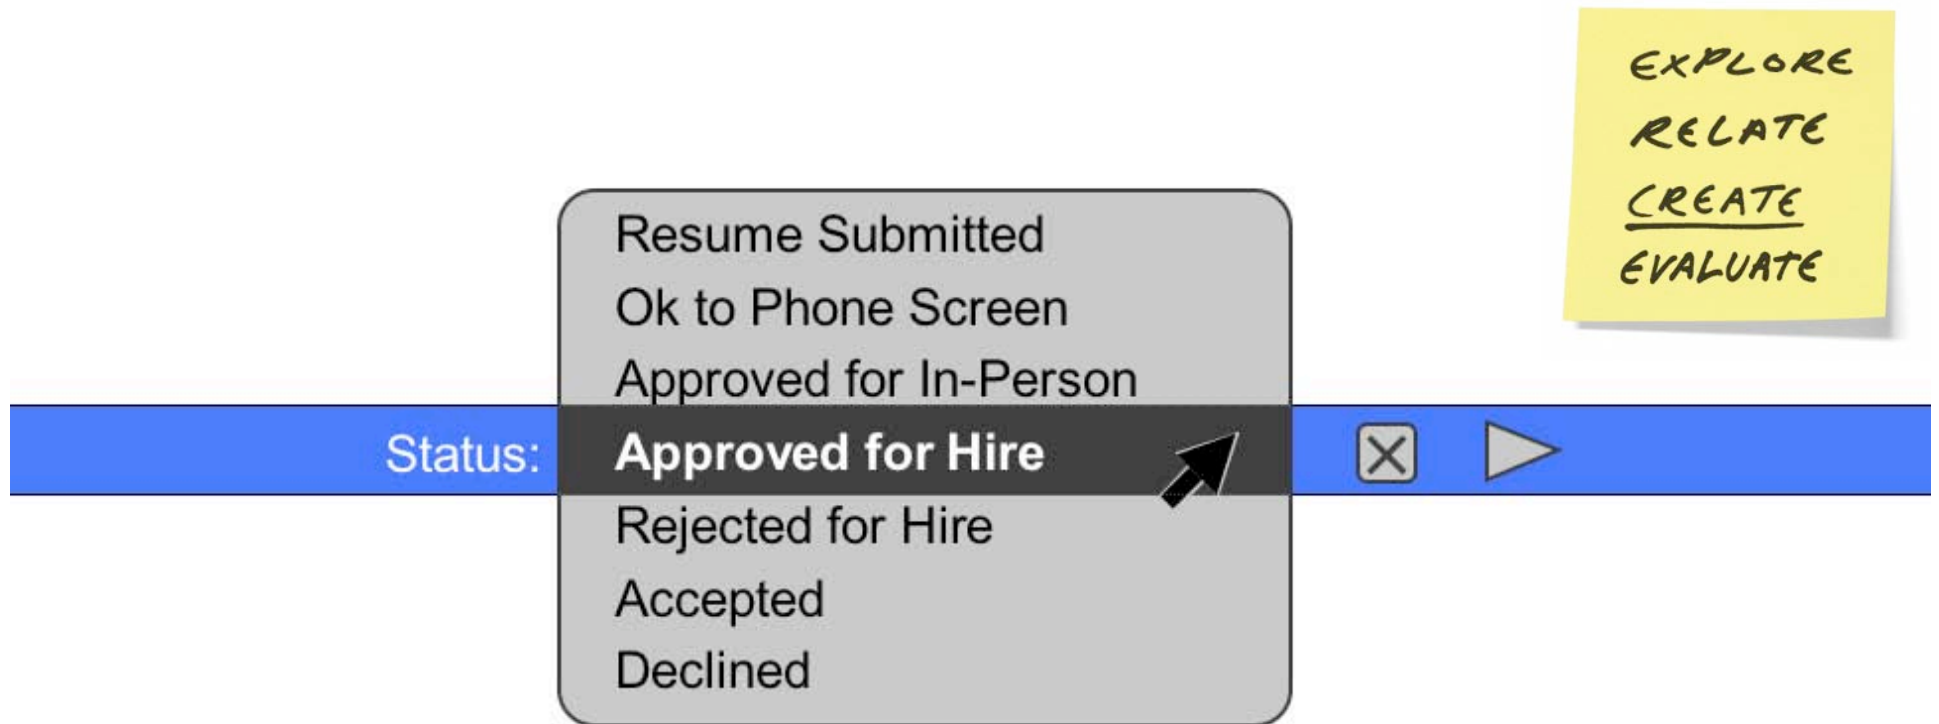 EXPLORE
RELATE
CREATE
EVALUATE
Resume Submitted
Ok to Phone Screen
Approved for In-Person
Status: Approved for Hire
Rejected for Hire
Accepted
Declined